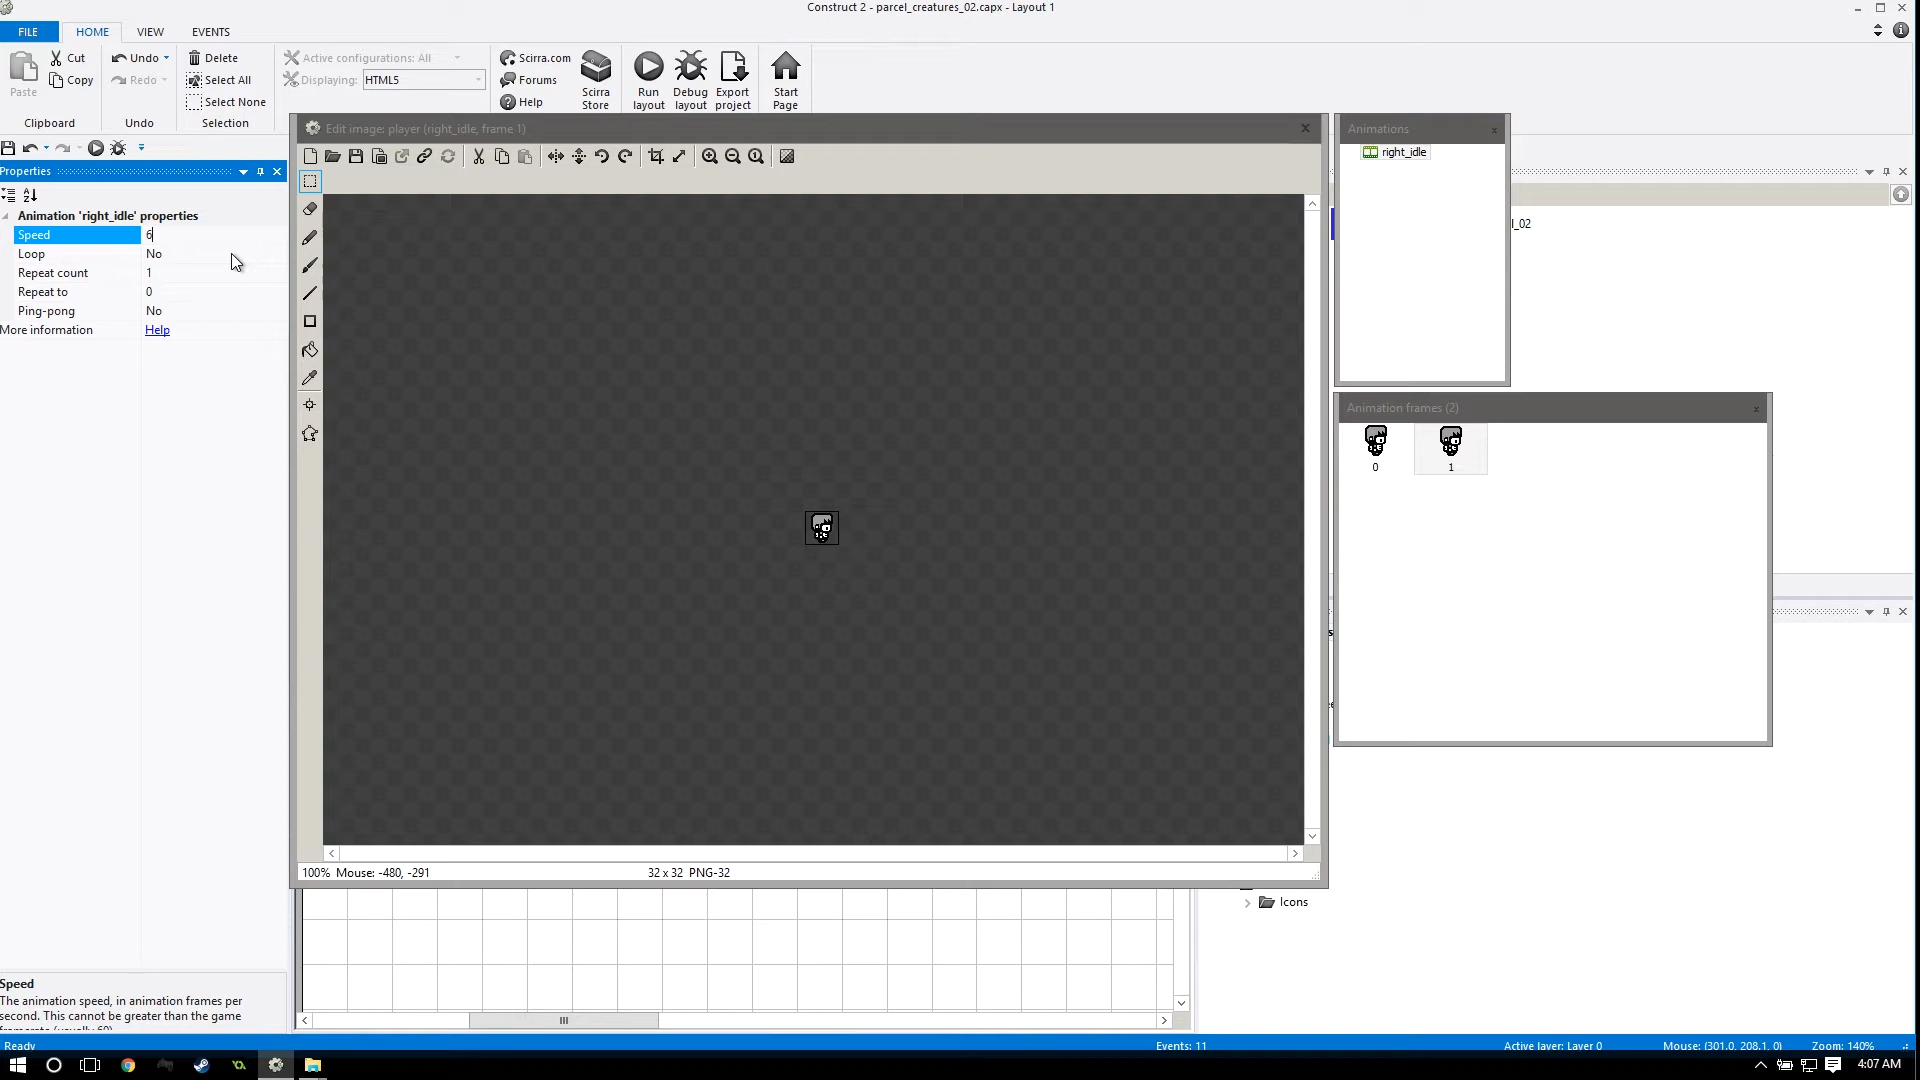 Construct 2 - parcel_creatures_02.capx - Layout 1
FILE HOME VIEW EVENTS
Paste
Cut
Copy
Clipboard
Undo
Redo
Undo
Delete
Select All
Select None
Selection
Active configurations: All
Displaying: HTML5
Scirra.com
Forums
Help
Scirra Store
Run layout
Debug layout
Export project
Start Page
Properties
Animation 'right_idle' properties
Speed 6
Loop No
Repeat count 1
Repeat to 0
Ping-pong No
More information Help
Edit image: player (right_idle, frame 1)
100% Mouse: -480, -291 32 x 32 PNG-32
Animations
right_idle
l_02
Animation frames (2)
0 1
Icons
Speed
The animation speed, in animation frames per
second. This cannot be greater than the game
Ready Events: 11 Active layer: Layer 0 Mouse: (301.0, 208.1, 0) Zoom: 140%
4:07 AM